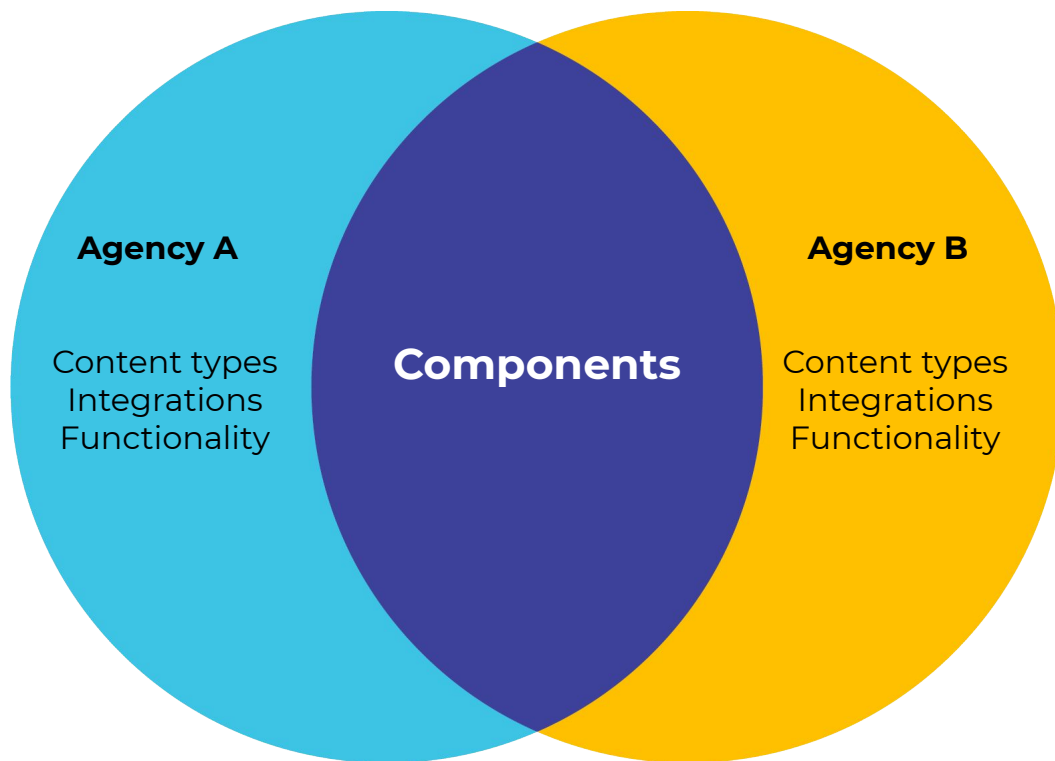 Agency A
Content types
Integrations
Functionality
Components
Agency B
Content types
Integrations
Functionality